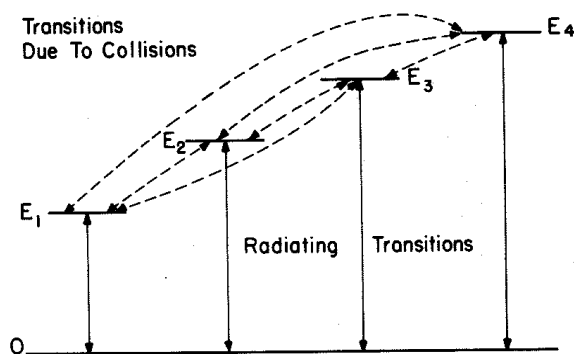 Transitions
Due To Collisions
E4
E3
E2
E1
Radiating Transitions
0